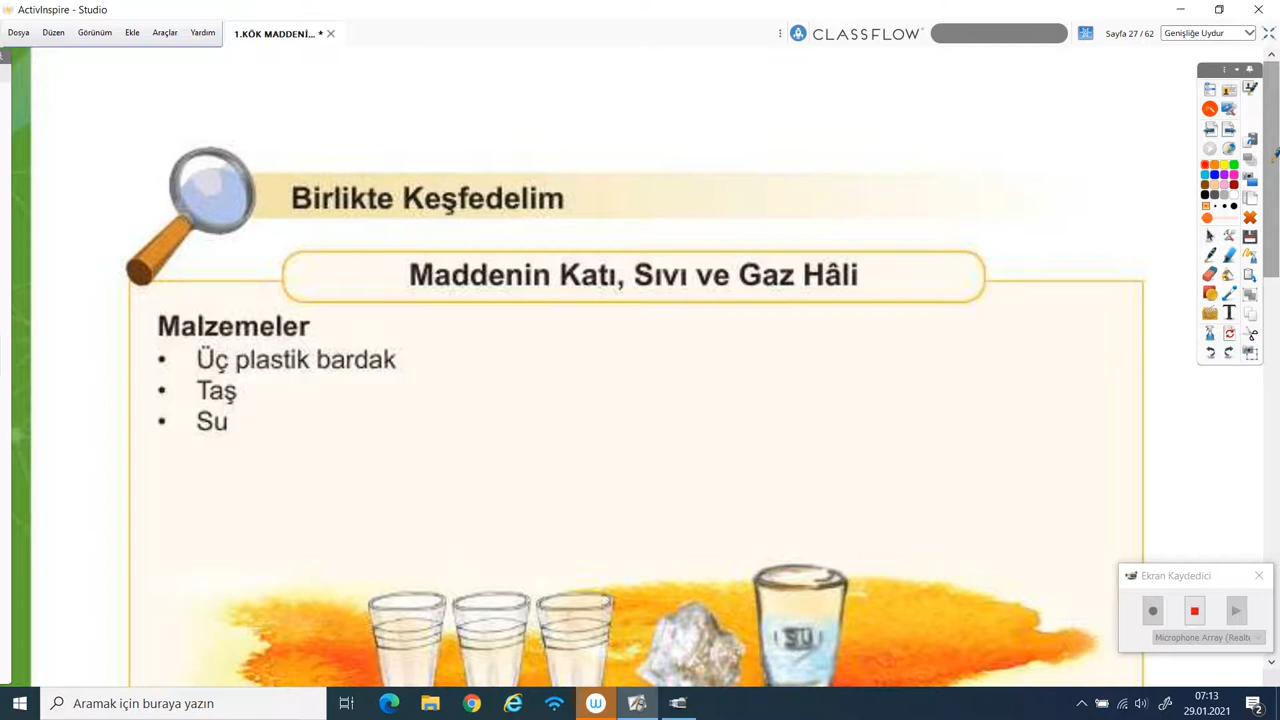 ActivInspire - Studio
Dosya Düzen Görünüm Ekle Araçlar Yardım
1.KÖK MADDENİ... *
CLASSFLOW
Sayfa 27 / 62
Genişliğe Uydur
Birlikte Keşfedelim
Maddenin Katı, Sıvı ve Gaz Hâli
Malzemeler
• Üç plastik bardak
• Taş
• Su
SU
Ekran Kaydedici
Microphone Array (Realt
Aramak için buraya yazın
07:13
29.01.2021
2